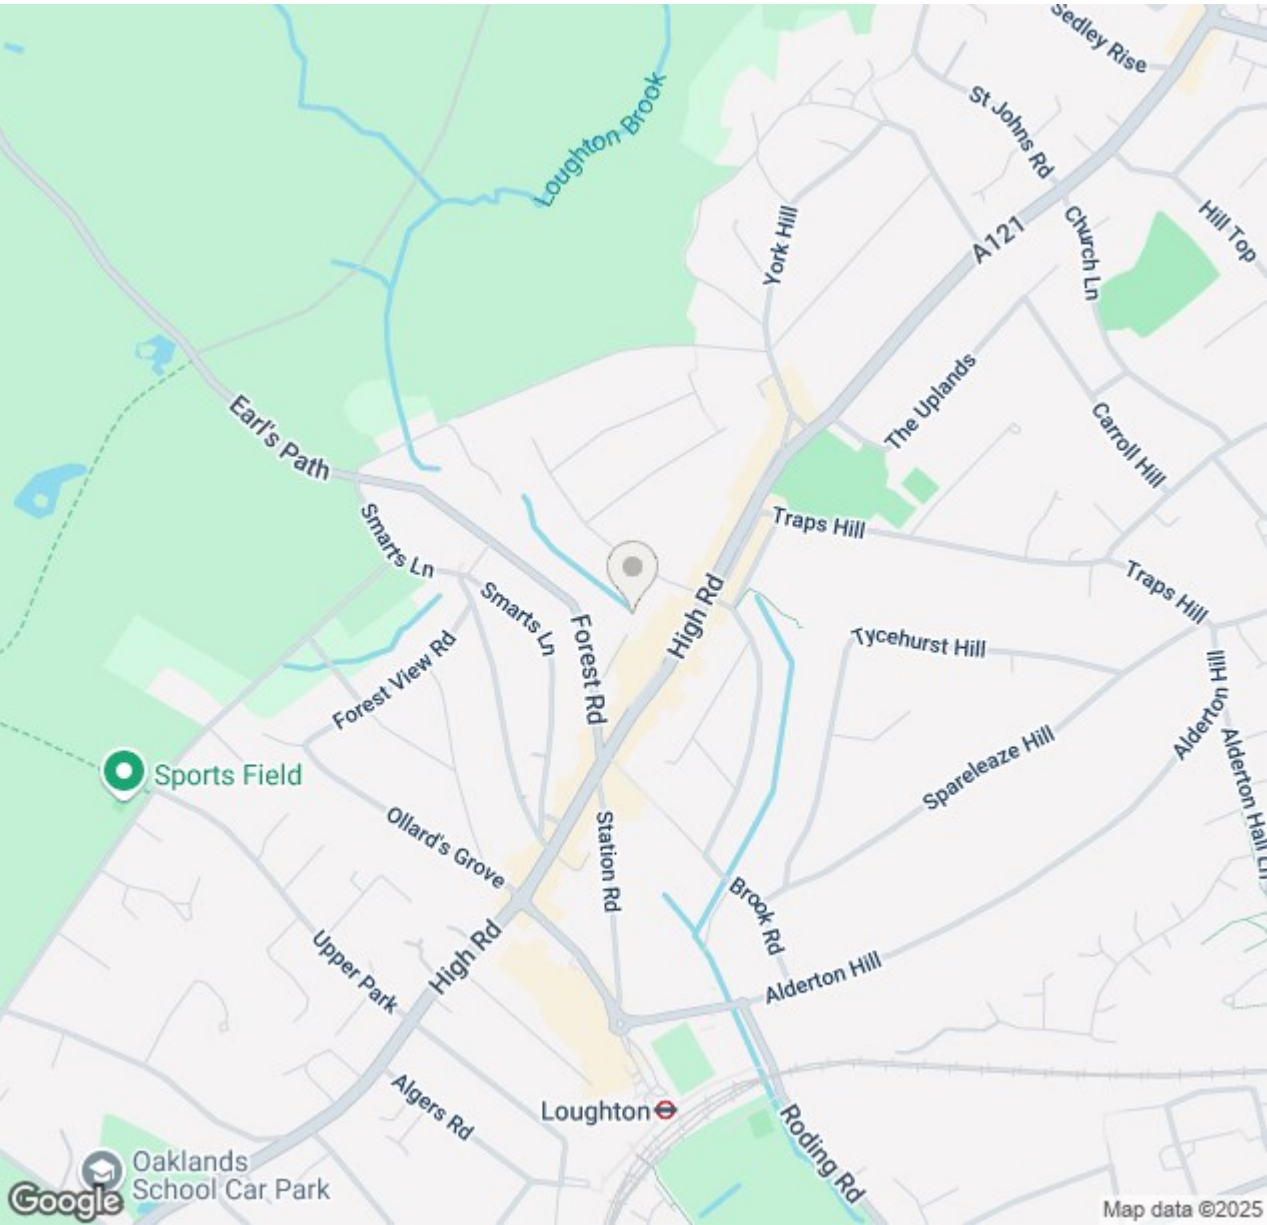 Sedley Rise
St Johns Rd
Loughton Brook
Hill Top
York Hill
Church Ln
A121
The Uplands
Earl's Path
Carroll Hill
Smarts Ln
Traps Hill
Traps Hill
Smarts Ln
High Rd
Forest Rd
Tycehurst Hill
Forest View Rd
Alderton Hill
Alderton Hall Ln
Sports Field
Spareleaze Hill
Ollard's Grove
Station Rd
Brook Rd
High Rd
Upper Park
Alderton Hill
Algers Rd
Loughton
Roding Rd
Oaklands
School Car Park
Google
Map data ©2025